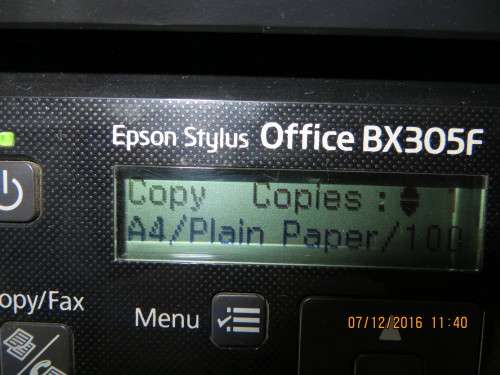 Epson Stylus Office BX305F
Copy Copies:
A4/Plain Paper/100
opy/Fax
Menu
07/12/2016 11:40